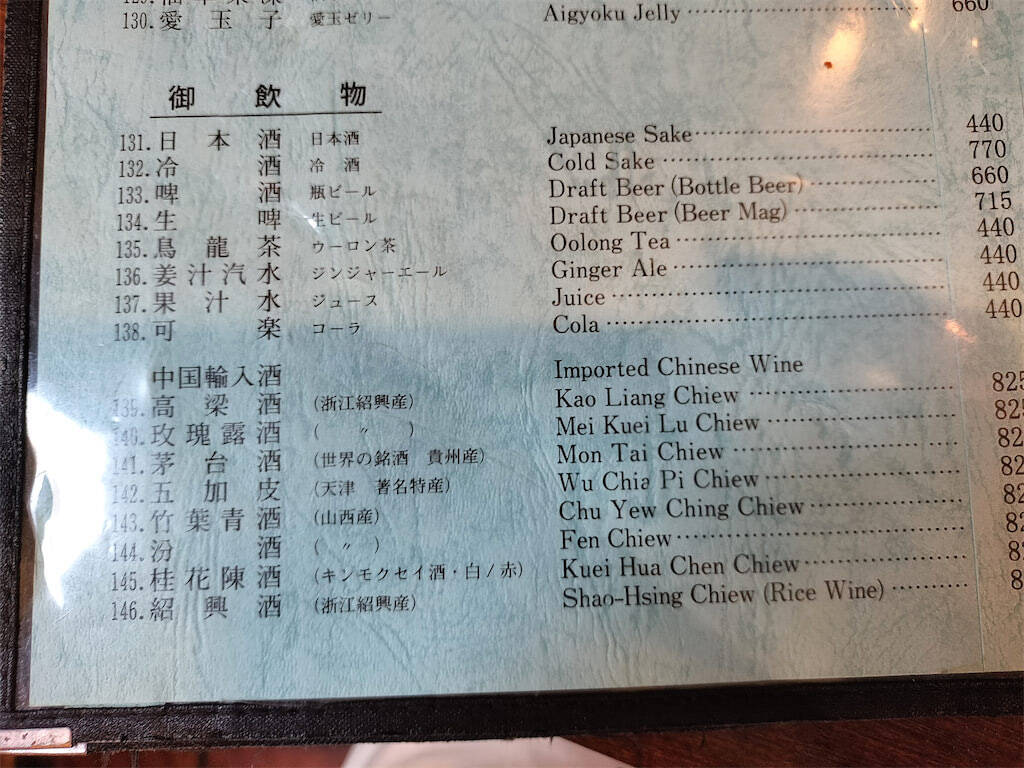 130. 愛玉子 愛玉ゼリー Aigyoku Jelly 660
御飲物
131. 日本酒 日本酒 Japanese Sake 440
132. 冷酒 冷酒 Cold Sake 770
133. 啤酒 瓶ビール Draft Beer (Bottle Beer) 660
134. 生啤 生ビール Draft Beer (Beer Mag) 715
135. 烏龍茶 ウーロン茶 Oolong Tea 440
136. 姜汁汽水 ジンジャーエール Ginger Ale 440
137. 果汁水 ジュース Juice 440
138. 可楽 コーラ Cola 440
中国輸入酒 Imported Chinese Wine
139. 高梁酒 (浙江紹興産) Kao Liang Chiew 825
140. 玫瑰露酒 ( 〃 ) Mei Kuei Lu Chiew 825
141. 茅台酒 (世界の銘酒 貴州産) Mon Tai Chiew 82
142. 五加皮 (天津 著名特産) Wu Chia Pi Chiew 82
143. 竹葉青酒 (山西産) Chu Yew Ching Chiew 82
144. 汾酒 ( 〃 ) Fen Chiew 82
145. 桂花陳酒 (キンモクセイ酒・白/赤) Kuei Hua Chen Chiew 8
146. 紹興酒 (浙江紹興産) Shao-Hsing Chiew (Rice Wine) 8